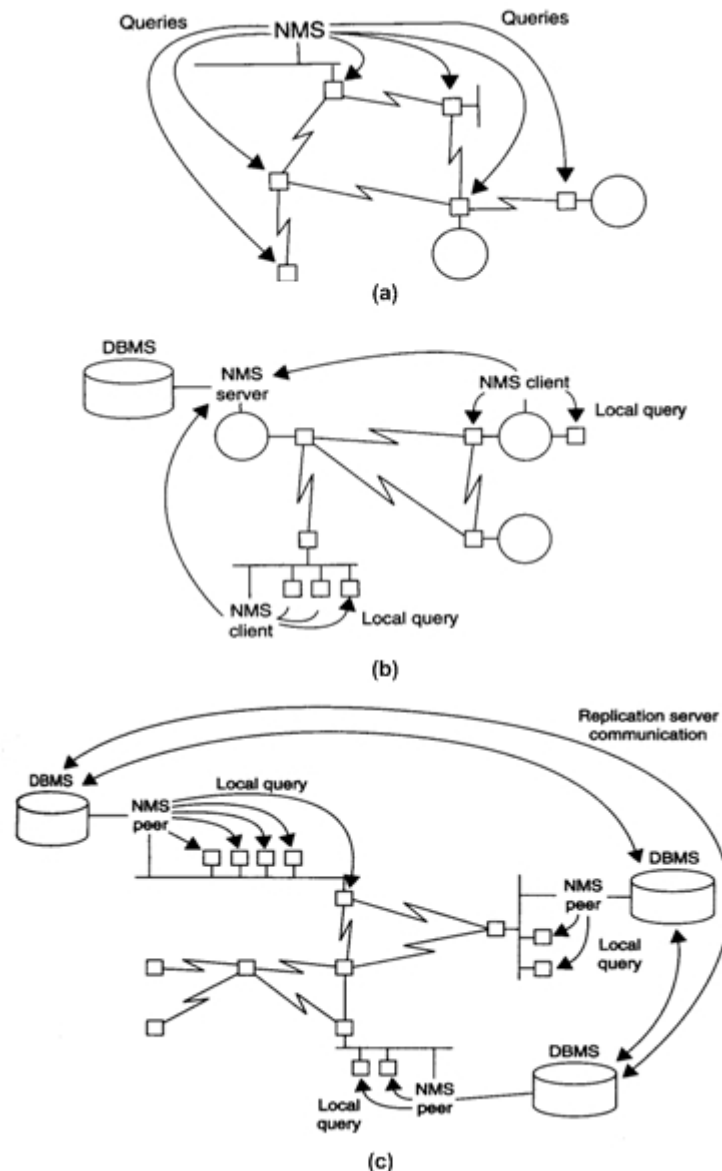 Queries
NMS
Queries
(a)
DBMS
NMS
server
NMS client
Local query
NMS
client
Local query
(b)
Replication server
communication
DBMS
Local query
NMS
peer
DBMS
NMS
peer
Local
query
DBMS
NMS
peer
Local
query
(c)